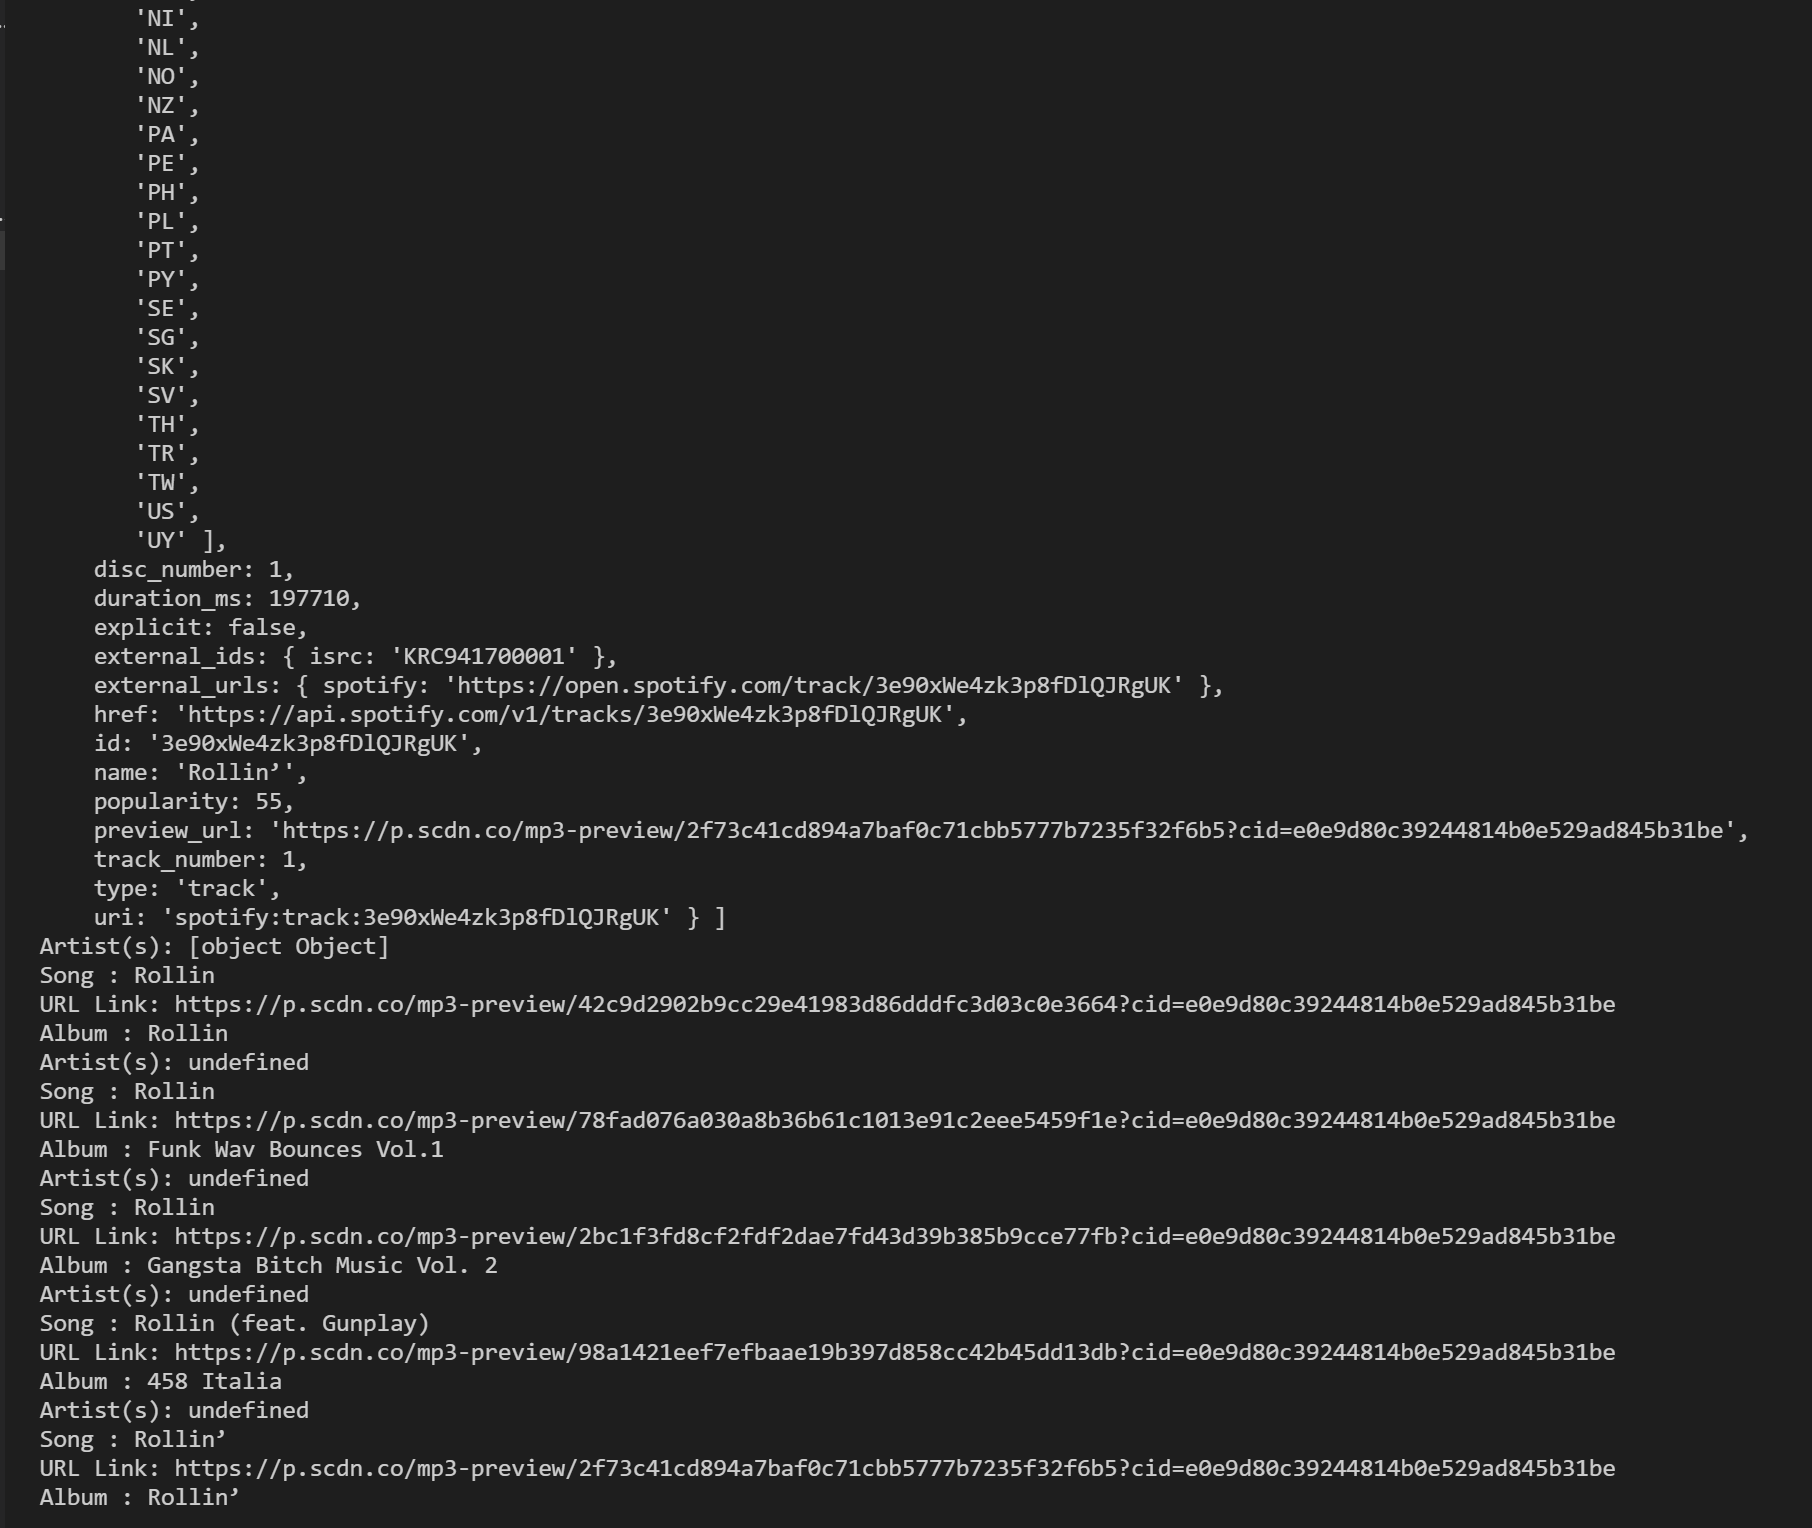 'NI',
'NL',
'NO',
'NZ',
'PA',
'PE',
'PH',
'PL',
'PT',
'PY',
'SE',
'SG',
'SK',
'SV',
'TH',
'TR',
'TW',
'US',
'UY' ],
disc_number: 1,
duration_ms: 197710,
explicit: false,
external_ids: { isrc: 'KRC941700001' },
external_urls: { spotify: 'https://open.spotify.com/track/3e90xWe4zk3p8fDlQJRgUK' },
href: 'https://api.spotify.com/v1/tracks/3e90xWe4zk3p8fDlQJRgUK',
id: '3e90xWe4zk3p8fDlQJRgUK',
name: 'Rollin’',
popularity: 55,
preview_url: 'https://p.scdn.co/mp3-preview/2f73c41cd894a7baf0c71cbb5777b7235f32f6b5?cid=e0e9d80c39244814b0e529ad845b31be',
track_number: 1,
type: 'track',
uri: 'spotify:track:3e90xWe4zk3p8fDlQJRgUK' } ]
Artist(s): [object Object]
Song : Rollin
URL Link: https://p.scdn.co/mp3-preview/42c9d2902b9cc29e41983d86dddfc3d03c0e3664?cid=e0e9d80c39244814b0e529ad845b31be
Album : Rollin
Artist(s): undefined
Song : Rollin
URL Link: https://p.scdn.co/mp3-preview/78fad076a030a8b36b61c1013e91c2eee5459f1e?cid=e0e9d80c39244814b0e529ad845b31be
Album : Funk Wav Bounces Vol.1
Artist(s): undefined
Song : Rollin
URL Link: https://p.scdn.co/mp3-preview/2bc1f3fd8cf2fdf2dae7fd43d39b385b9cce77fb?cid=e0e9d80c39244814b0e529ad845b31be
Album : Gangsta Bitch Music Vol. 2
Artist(s): undefined
Song : Rollin (feat. Gunplay)
URL Link: https://p.scdn.co/mp3-preview/98a1421eef7efbaae19b397d858cc42b45dd13db?cid=e0e9d80c39244814b0e529ad845b31be
Album : 458 Italia
Artist(s): undefined
Song : Rollin’
URL Link: https://p.scdn.co/mp3-preview/2f73c41cd894a7baf0c71cbb5777b7235f32f6b5?cid=e0e9d80c39244814b0e529ad845b31be
Album : Rollin’